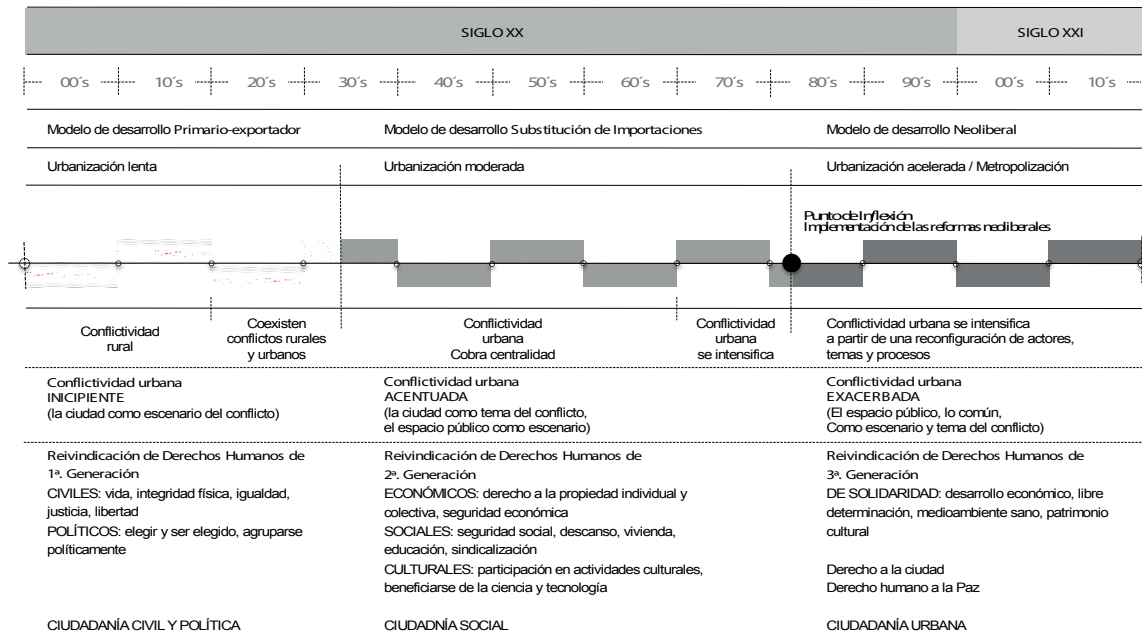 SIGLO XX
SIGLO XXI
00´s
10´s
20´s
30´s
40´s
50´s
60´s
70´s
80´s
90´s
00´s
10´s
Modelo de desarrollo Primario-exportador
Modelo de desarrollo Substitución de Importaciones
Modelo de desarrollo Neoliberal
Urbanización lenta
Urbanización moderada
Urbanización acelerada / Metropolización
Punto de Inflexión
Implementación de las reformas neoliberales
Conflictividad
rural
Coexisten
conflictos rurales
y urbanos
Conflictividad
urbana
Cobra centralidad
Conflictividad
urbana
se intensifica
Conflictividad urbana se intensifica
a partir de una reconfiguración de actores,
temas y procesos
Conflictividad urbana
INICIPIENTE
(la ciudad como escenario del conflicto)
Conflictividad urbana
ACENTUADA
(la ciudad como tema del conflicto,
el espacio público como escenario)
Conflictividad urbana
EXACERBADA
(El espacio público, lo común,
Como escenario y tema del conflicto)
Reivindicación de Derechos Humanos de
1ª. Generación
CIVILES: vida, integridad física, igualdad,
justicia, libertad
POLÍTICOS: elegir y ser elegido, agruparse
políticamente
Reivindicación de Derechos Humanos de
2ª. Generación
ECONÓMICOS: derecho a la propiedad individual y
colectiva, seguridad económica
SOCIALES: seguridad social, descanso, vivienda,
educación, sindicalización
CULTURALES: participación en actividades culturales,
beneficiarse de la ciencia y tecnología
Reivindicación de Derechos Humanos de
3ª. Generación
DE SOLIDARIDAD: desarrollo económico, libre
determinación, medioambiente sano, patrimonio
cultural
Derecho a la ciudad
Derecho humano a la Paz
CIUDADANÍA CIVIL Y POLÍTICA
CIUDADNÍA SOCIAL
CIUDADANÍA URBANA